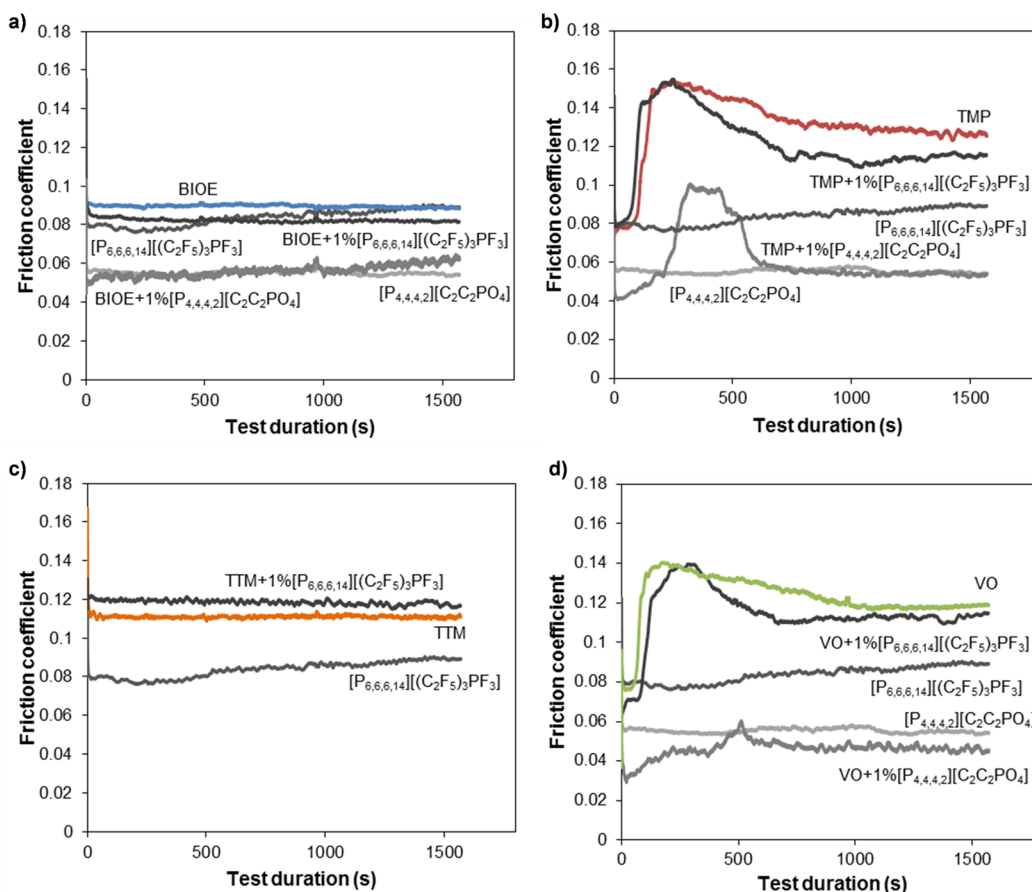 a)
0.18
0.16
0.14
0.12
0.1
0.08
0.06
0.04
0.02
0
Friction coefficient
BIOE
[P6,6,6,14][(C2F5)3PF3]
BIOE+1%[P6,6,6,14][(C2F5)3PF3]
BIOE+1%[P4,4,4,2][C2C2PO4]
[P4,4,4,2][C2C2PO4]
0 500 1000 1500
Test duration (s)
b)
0.18
0.16
0.14
0.12
0.1
0.08
0.06
0.04
0.02
0
Friction coefficient
TMP
TMP+1%[P6,6,6,14][(C2F5)3PF3]
[P6,6,6,14][(C2F5)3PF3]
TMP+1%[P4,4,4,2][C2C2PO4]
[P4,4,4,2][C2C2PO4]
0 500 1000 1500
Test duration (s)
c)
0.18
0.16
0.14
0.12
0.1
0.08
0.06
0.04
0.02
0
Friction coefficient
TTM+1%[P6,6,6,14][(C2F5)3PF3]
TTM
[P6,6,6,14][(C2F5)3PF3]
0 500 1000 1500
Test duration (s)
d)
0.18
0.16
0.14
0.12
0.1
0.08
0.06
0.04
0.02
0
Friction coefficient
VO
VO+1%[P6,6,6,14][(C2F5)3PF3]
[P6,6,6,14][(C2F5)3PF3]
[P4,4,4,2][C2C2PO4]
VO+1%[P4,4,4,2][C2C2PO4]
0 500 1000 1500
Test duration (s)